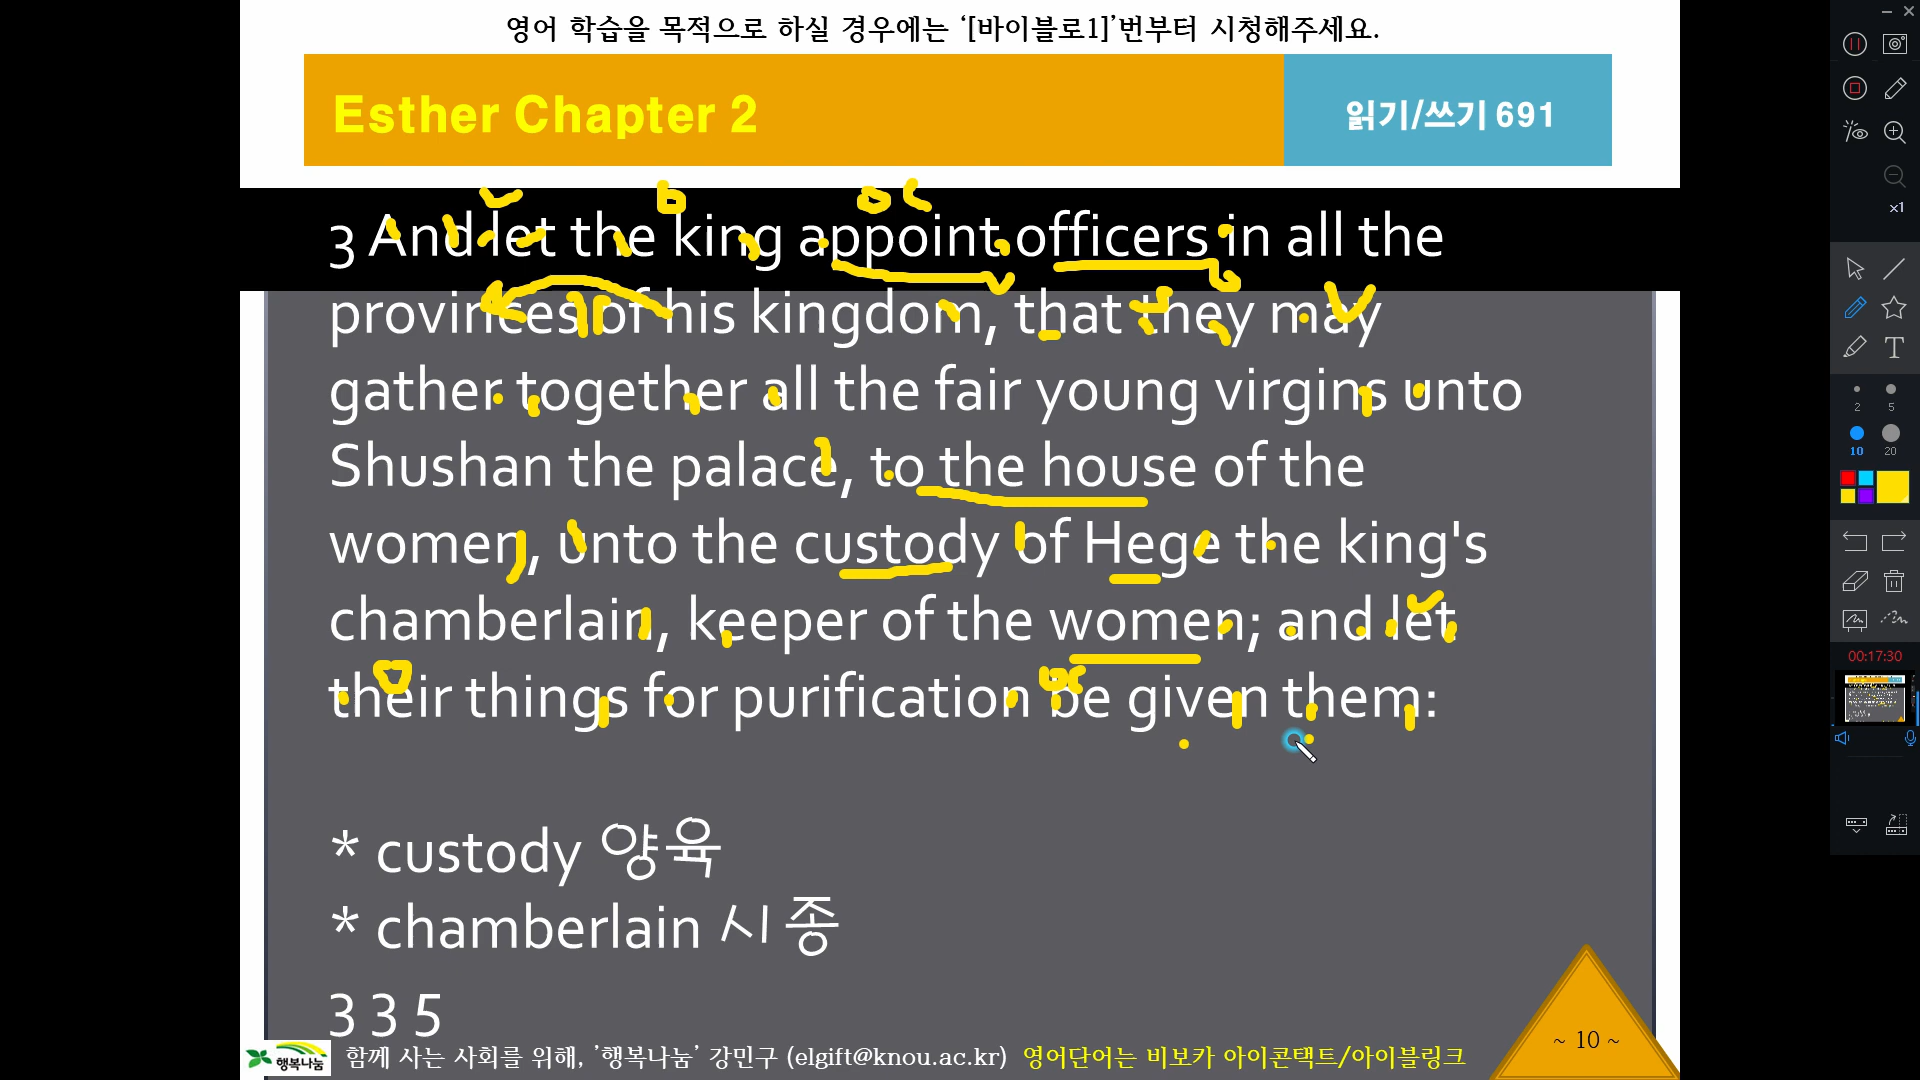 영어 학습을 목적으로 하실 경우에는 ‘[바이블로1]’번부터 시청해주세요.
Esther Chapter 2
읽기/쓰기 691
3 And let the king appoint officers in all the
provinces of his kingdom, that they may
gather together all the fair young virgins unto
Shushan the palace, to the house of the
women, unto the custody of Hege the king's
chamberlain, keeper of the women; and let
their things for purification be given them:
* custody 양육
* chamberlain 시종
3 3 5
~ 10 ~
행복나눔 함께 사는 사회를 위해, ’행복나눔’ 강민구 (elgift@knou.ac.kr) 영어단어는 비보카 아이콘택트/아이블링크
x1
T
2 5
10 20
00:17:30